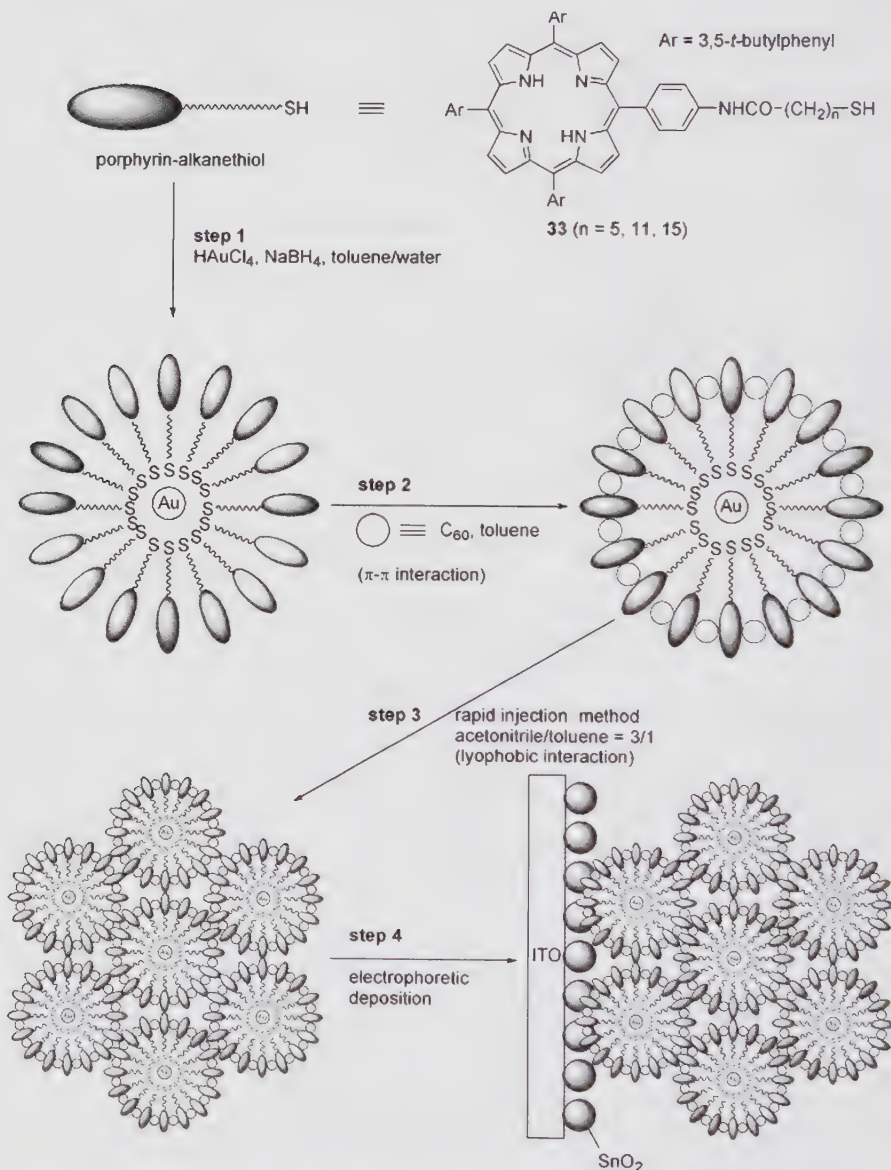 Ar
Ar = 3,5-t-butylphenyl
NH
N
SH
≡
Ar
NHCO-(CH₂)ₙ-SH
N
HN
porphyrin-alkanethiol
Ar
33 (n = 5, 11, 15)
step 1
HAuCl₄, NaBH₄, toluene/water
S S S S S S S S S S S S S S S S
Au
step 2
≡ C₆₀, toluene
(π-π interaction)
S S S S S S S S S S S S S S S S
Au
step 3
rapid injection method
acetonitrile/toluene = 3/1
(lyophobic interaction)
step 4
electrophoretic
deposition
ITO
SnO₂